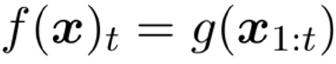 f(x)_t = g(x_{1:t})